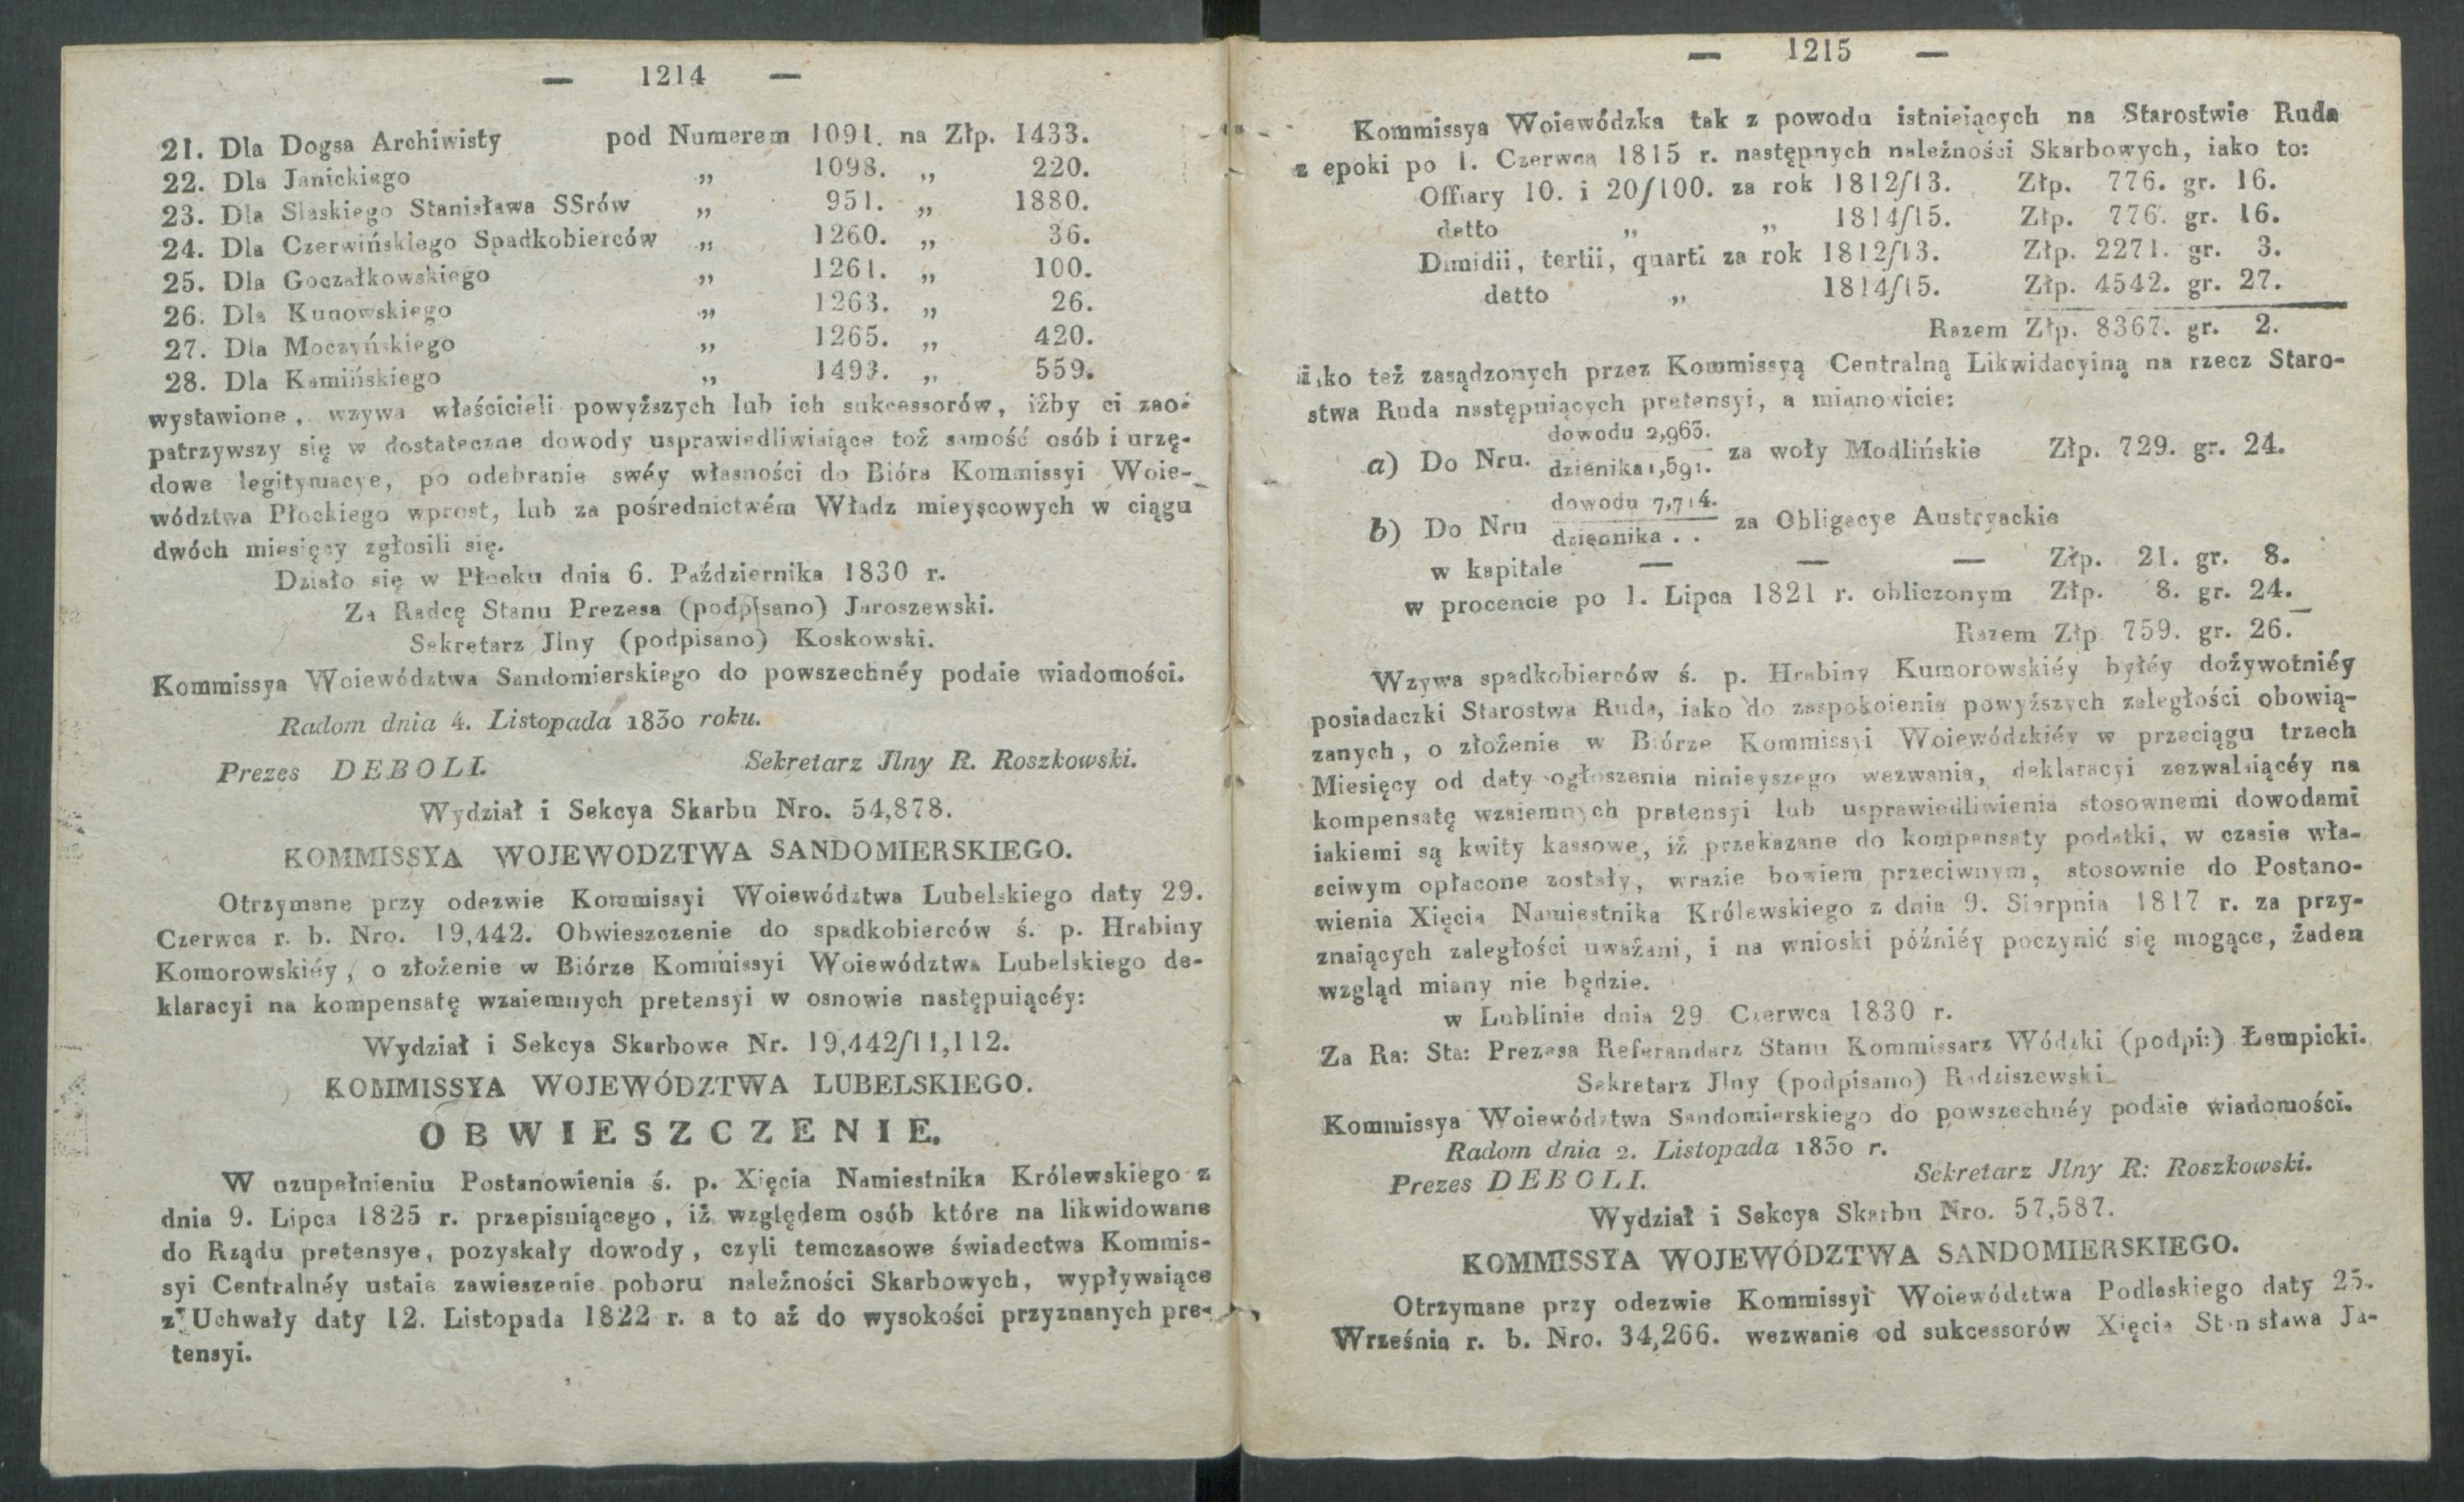 — 1214 —
21. Dla Dogsa Archiwisty pod Numerem 1091. na Złp. 1433.
22. Dla Janickiego „ 1098. „ 220.
23. Dla Slaskiego Stanisława SSrów „ 951. „ 1880.
24. Dla Czerwińskiego Spadkobierców „ 1260. „ 36.
25. Dla Goczałkowskiego „ 1261. „ 100.
26. Dla Kunowskiego „ 1263. „ 26.
27. Dla Moczyńskiego „ 1265. „ 420.
28. Dla Kamińskiego „ 1493. „ 559.
wystawione, wzywa właścicieli powyższych lub ich sukcessorów, iżby ci zao-
patrzywszy się w dostateczne dowody usprawiedliwiaiące toż samość osób i urzę-
dowe legitymacye, po odebranie swéy własności do Bióra Kommissyi Woie-
wództwa Płockiego wprost, lub za pośrednictwém Władz mieyscowych w ciągu
dwóch miesięcy zgłosili się.
Działo się w Płocku dnia 6. Października 1830 r.
Za Radcę Stanu Prezesa (podpisano) Jaroszewski.
Sekretarz Jlny (podpisano) Koskowski.
Kommissya Woiewództwa Sandomierskiego do powszechnéy podaie wiadomości.
Radom dnia 4. Listopada 1830 roku.
Prezes DEBOLI. Sekretarz Jlny R. Roszkowski.
Wydział i Sekcya Skarbu Nro. 54,878.
KOMMISSYA WOJEWODZTWA SANDOMIERSKIEGO.
Otrzymane przy odezwie Kommissyi Woiewództwa Lubelskiego daty 29.
Czerwca r. b. Nro. 19,442. Obwieszczenie do spadkobierców ś. p. Hrabiny
Komorowskiéy, o złożenie w Biórze Kommissyi Woiewództwa Lubelskiego de-
klaracyi na kompensatę wzaiemnych pretensyi w osnowie następuiącéy:
Wydział i Sekcya Skarbowe Nr. 19,442/11,112.
KOMMISSYA WOJEWÓDZTWA LUBELSKIEGO.
OBWIESZCZENIE.
W uzupełnieniu Postanowienia ś. p. Xięcia Namiestnika Królewskiego z
dnia 9. Lipca 1825 r. przepisuiącego, iż względem osób które na likwidowane
do Rządu pretensye, pozyskały dowody, czyli temczasowe świadectwa Kommis-
syi Centralnéy ustaie zawieszenie poboru należności Skarbowych, wypływaiące
z Uchwały daty 12. Listopada 1822 r. a to aż do wysokości przyznanych pre-
tensyi.
— 1215 —
Kommissya Woiewódzka tak z powodu istnieiących na Starostwie Ruda
z epoki po 1. Czerwca 1815 r. następnych należności Skarbowych, iako to:
Offiary 10. i 20/100. za rok 1812/13. Złp. 776. gr. 16.
detto „ „ 1814/15. Złp. 776. gr. 16.
Dimidii, tertii, quarti za rok 1812/13. Złp. 2271. gr. 3.
detto „ 1814/15. Złp. 4542. gr. 27.
Razem Złp. 8367. gr. 2.
iako też zasądzonych przez Kommissyą Centralną Likwidacyiną na rzecz Staro-
stwa Ruda następuiących pretensyi, a mianowicie:
dowodu 2,963.
a) Do Nru. dzienika 1,591. za woły Modlińskie Złp. 729. gr. 24.
dowodu 7,714.
b) Do Nru dziennika . . za Obligacye Austryackie
w kapitale — — — Złp. 21. gr. 8.
w procencie po 1. Lipca 1821 r. obliczonym Złp. 8. gr. 24.
Razem Złp. 759. gr. 26.
Wzywa spadkobierców ś. p. Hrabiny Kumorowskiéy byłéy dożywotniéy
posiadaczki Starostwa Ruda, iako do zaspokoienia powyższych zaległości obowią-
zanych, o złożenie w Biórze Kommissyi Woiewódzkiéy w przeciągu trzech
Miesięcy od daty ogłoszenia ninieyszego wezwania, deklaracyi zezwalaiącéy na
kompensatę wzaiemnych pretensyi lub usprawiedliwienia stosownemi dowodami
iakiemi są kwity kassowe, iż przekazane do kompensaty podatki, w czasie wła-
sciwym opłacone zostały, wrazie bowiem przeciwnym, stosownie do Postano-
wienia Xięcia Namiestnika Królewskiego z dnia 9. Sierpnia 1817 r. za przy-
znaiących zaległości uważani, i na wnioski późniéy poczynić się mogące, żaden
wzgląd miany nie będzie.
w Lublinie dnia 29 Czerwca 1830 r.
Za Ra: Sta: Prezesa Referandarz Stanu Kommissarz Wódzki (podpi:) Łempicki.
Sekretarz Jlny (podpisano) Radziszewski
Kommissya Woiewództwa Sandomierskiego do powszechnéy podaie wiadomości.
Radom dnia 2. Listopada 1830 r.
Prezes DEBOLI. Sekretarz Jlny R: Roszkowski.
Wydział i Sekcya Skarbu Nro. 57,587.
KOMMISSYA WOJEWÓDZTWA SANDOMIERSKIEGO.
Otrzymane przy odezwie Kommissyi Woiewództwa Podlaskiego daty 25.
Września r. b. Nro. 34,266. wezwanie od sukcessorów Xięcia Stanisława Ja-